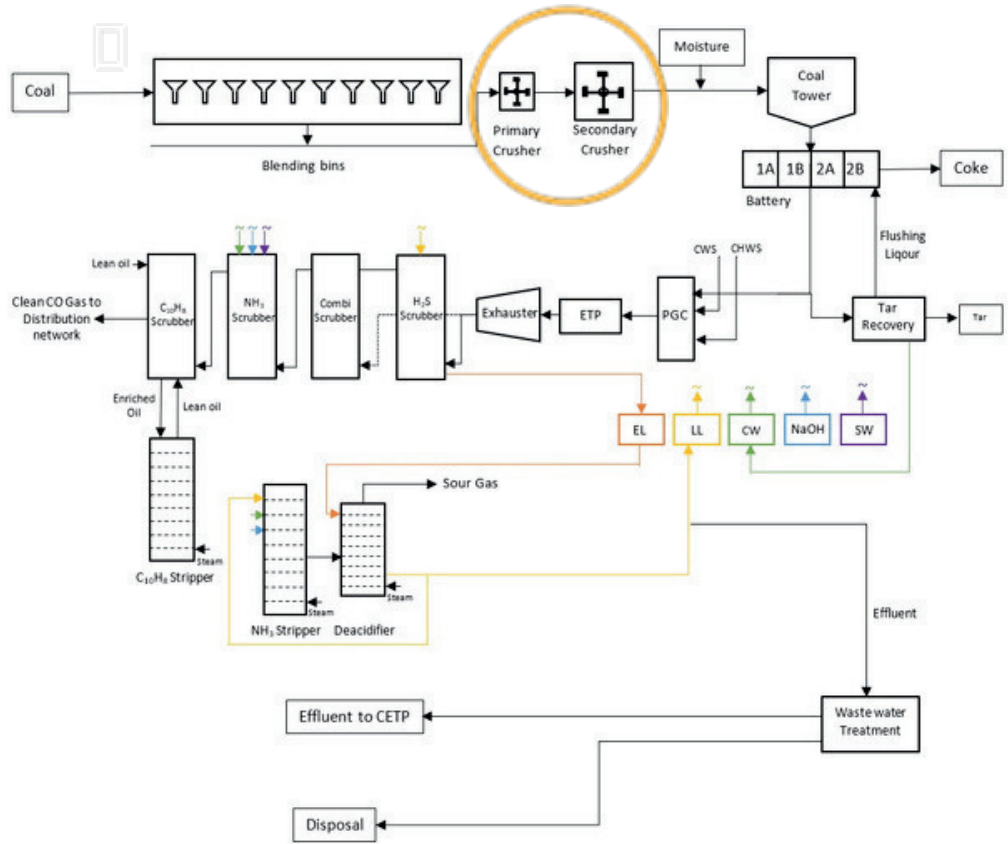 Coal
Blending bins
Primary
Crusher
Secondary
Crusher
Moisture
Coal
Tower
1A 1B 2A 2B
Battery
Coke
Flushing
Liqour
Tar
Recovery
Tar
CWS
CHWS
PGC
ETP
Exhauster
H₂S
Scrubber
Combi
Scrubber
NH₃
Scrubber
C₁₀H₈
Scrubber
Lean oil
Clean CO Gas to
Distribution
network
Enriched
Oil
Lean oil
Steam
C₁₀H₈ Stripper
EL
LL
CW
NaOH
SW
~
~
~
~
~
~
~
~
Sour Gas
Steam
NH₃ Stripper
Steam
Deacidifier
Effluent
Waste water
Treatment
Effluent to CETP
Disposal